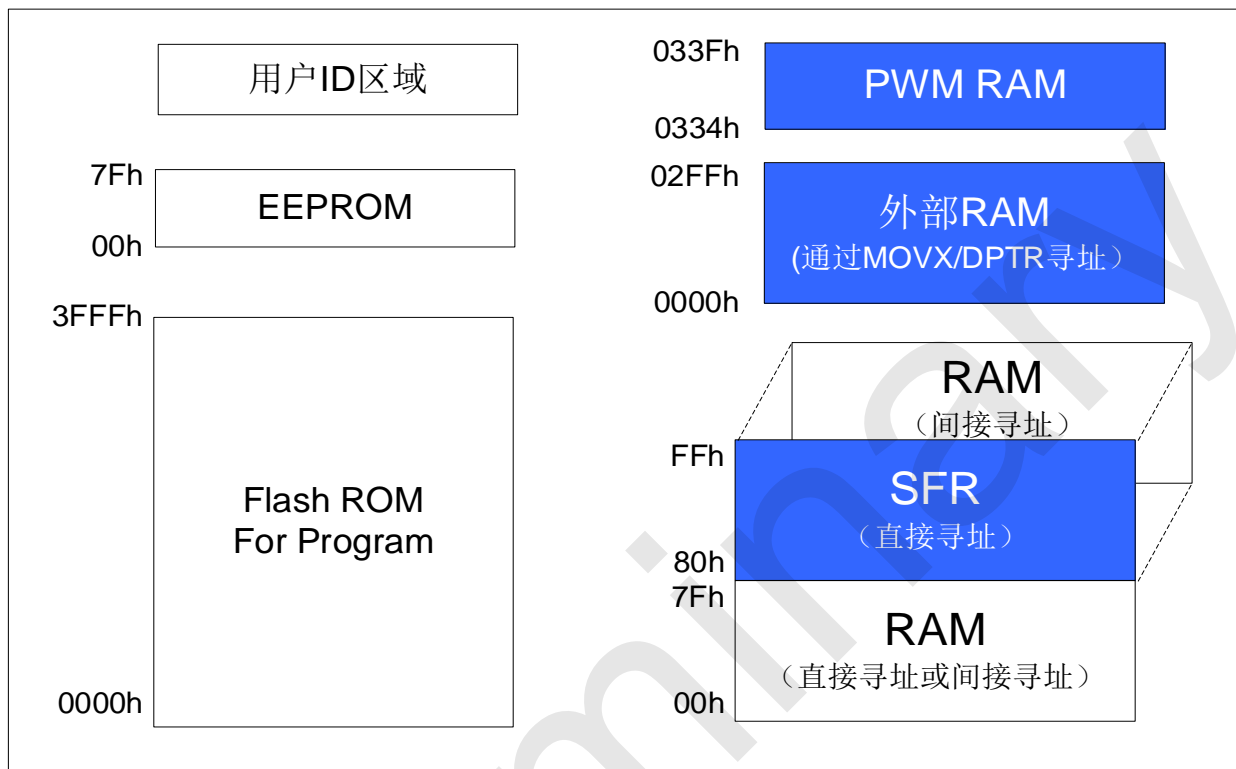 用户ID区域
7Fh
EEPROM
00h
3FFFh
Flash ROM
For Program
0000h
033Fh
PWM RAM
0334h
02FFh
外部RAM
(通过MOVX/DPTR寻址）
0000h
RAM
（间接寻址）
FFh
SFR
（直接寻址）
80h
7Fh
RAM
（直接寻址或间接寻址）
00h
minary